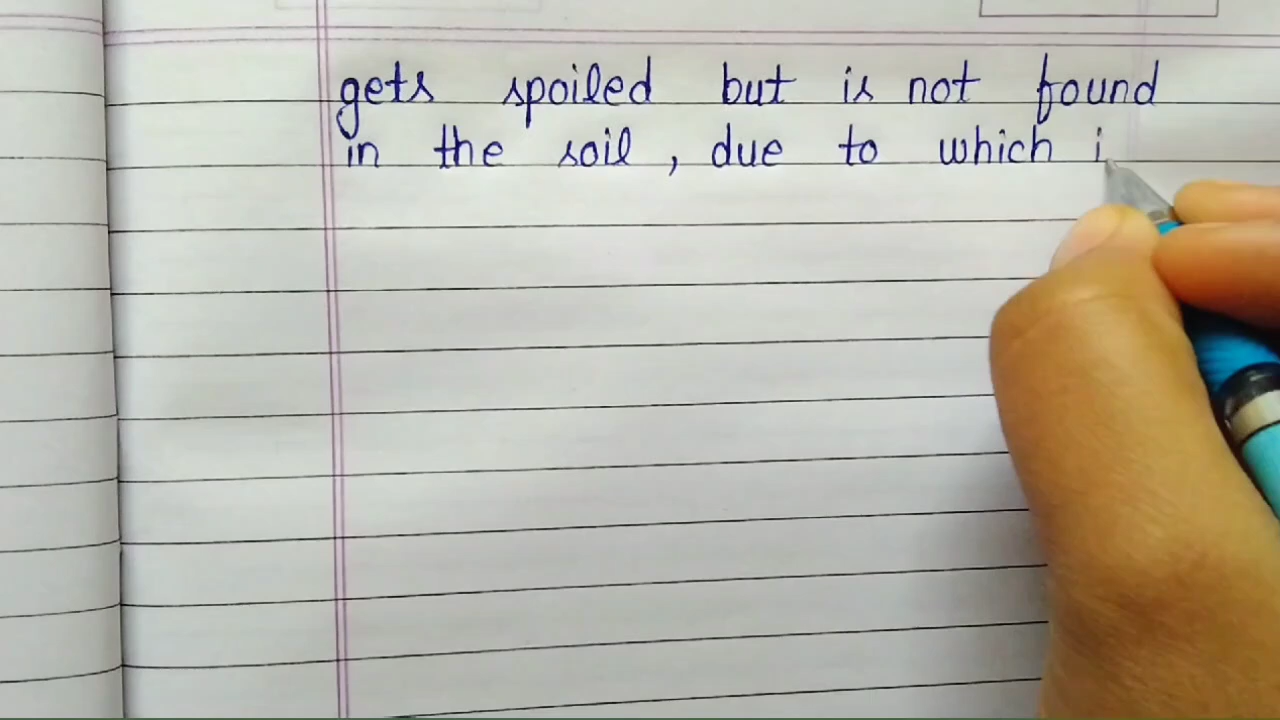 gets spoiled but is not found
in the soil, due to which i